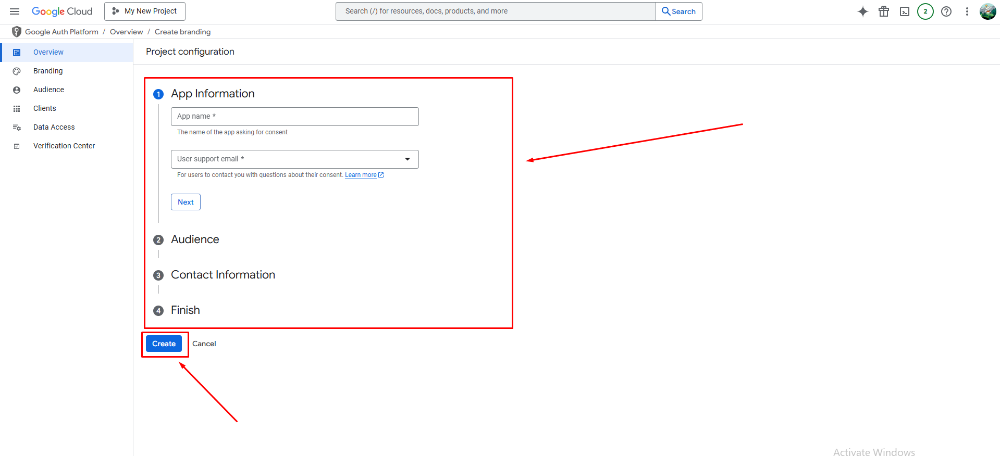 Google Cloud
My New Project
Search (/) for resources, docs, products, and more
Search
2
Google Auth Platform / Overview / Create branding
Overview
Branding
Audience
Clients
Data Access
Verification Center
Project configuration
1 App Information
App name *
The name of the app asking for consent
User support email *
For users to contact you with questions about their consent. Learn more
Next
2 Audience
3 Contact Information
4 Finish
Create
Cancel
Activate Windows